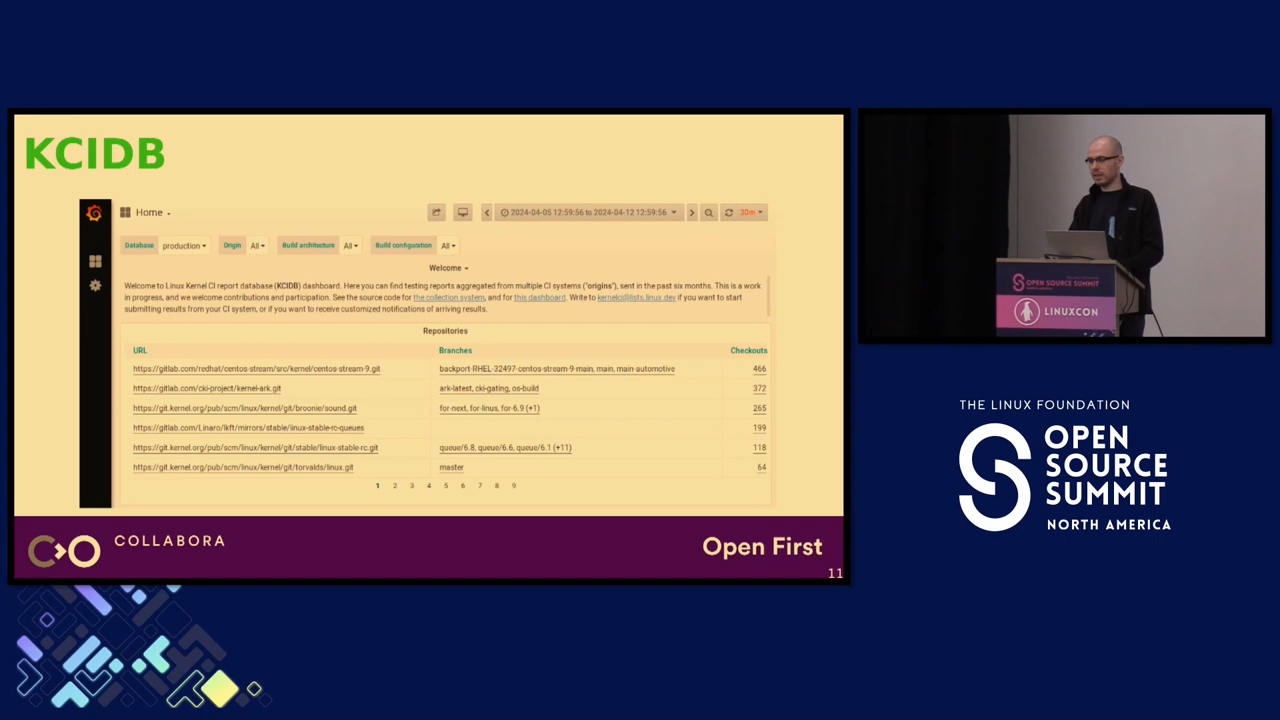 KCIDB
Home
2024-04-05 12:59:56 to 2024-04-12 12:59:56
30m
Database production Origin All Build architecture All Build configuration All
Welcome
Welcome to Linux Kernel CI report database (KCIDB) dashboard. Here you can find testing reports aggregated from multiple CI systems ("origins"), sent in the past six months. This is a work
in progress, and we welcome contributions and participation. See the source code for the collection system, and for this dashboard. Write to kernelci@lists.linux.dev if you want to start
submitting results from your CI system, or if you want to receive customized notifications of arriving results.
Repositories
URL Branches Checkouts
https://gitlab.com/redhat/centos-stream/src/kernel/centos-stream-9.git backport-RHEL-32497-centos-stream-9-main, main, main-automotive 466
https://gitlab.com/cki-project/kernel-ark.git ark-latest, cki-gating, os-build 372
https://git.kernel.org/pub/scm/linux/kernel/git/broonie/sound.git for-next, for-linus, for-6.9 (+1) 265
https://gitlab.com/Linaro/lkft/mirrors/stable/linux-stable-rc-queues 199
https://git.kernel.org/pub/scm/linux/kernel/git/stable/linux-stable-rc.git queue/6.8, queue/6.6, queue/6.1 (+11) 118
https://git.kernel.org/pub/scm/linux/kernel/git/torvalds/linux.git master 64
1 2 3 4 5 6 7 8 9
COLLABORA
Open First
11
OPEN SOURCE SUMMIT
LINUXCON
THE LINUX FOUNDATION
OPEN
SOURCE
SUMMIT
NORTH AMERICA